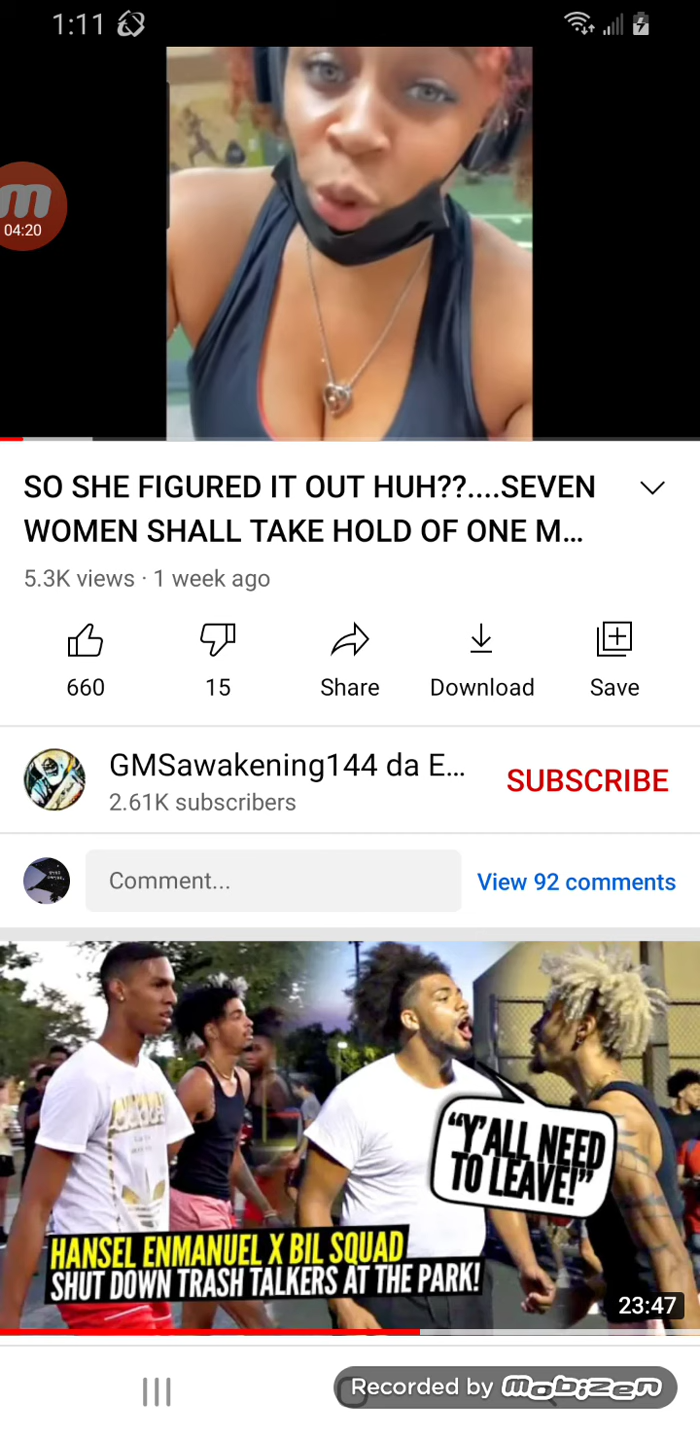 1:11
m
04:20
SO SHE FIGURED IT OUT HUH??....SEVEN
WOMEN SHALL TAKE HOLD OF ONE M...
5.3K views · 1 week ago
660
15
Share
Download
Save
GMSawakening144 da E...
2.61K subscribers
SUBSCRIBE
Comment...
View 92 comments
“Y'ALL NEED
TO LEAVE!”
HANSEL ENMANUEL X BIL SQUAD
SHUT DOWN TRASH TALKERS AT THE PARK!
23:47
Recorded by mobizen